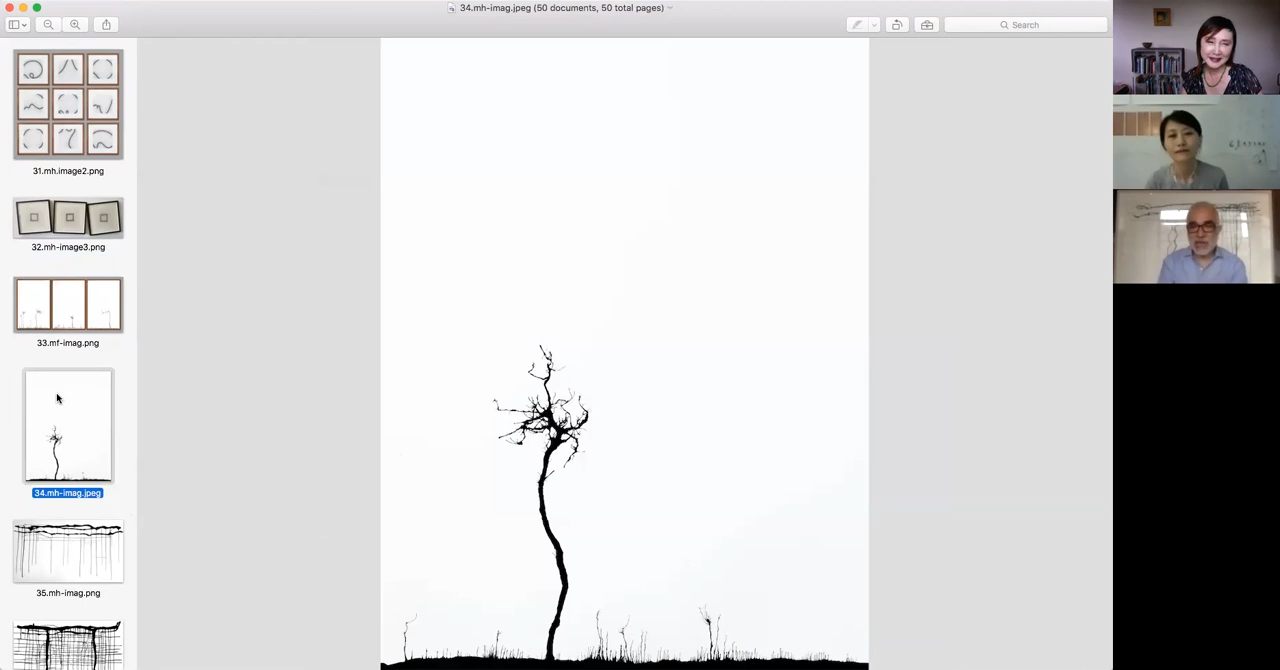 34.mh-imag.jpeg (50 documents, 50 total pages)
Search
31.mh.image2.png
32.mh-image3.png
33.mf-imag.png
34.mh-imag.jpeg
35.mh-imag.png